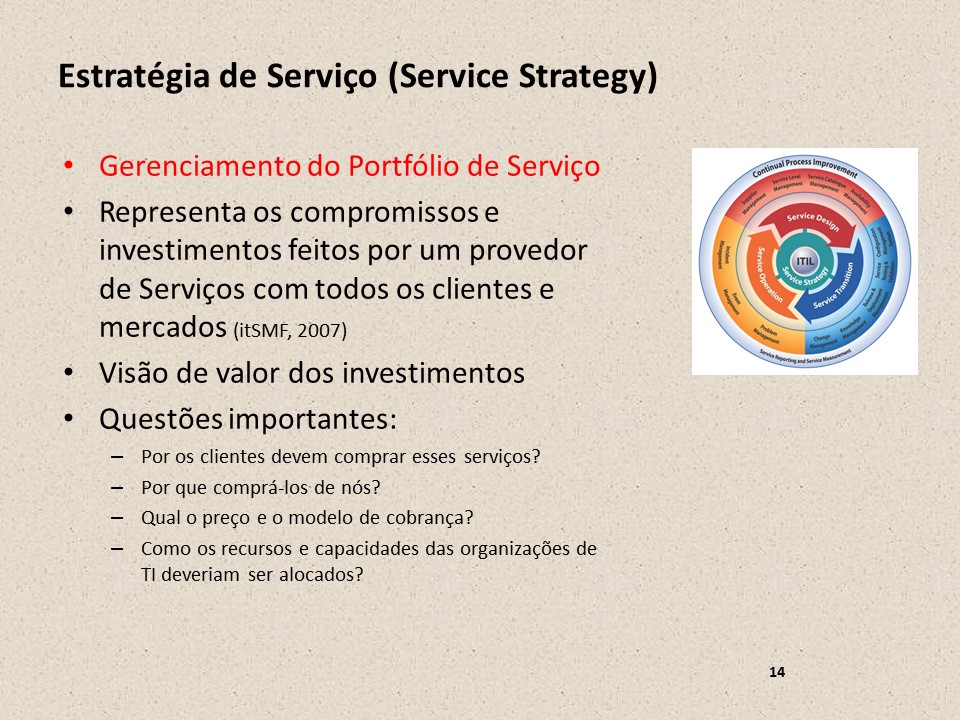 Estratégia de Serviço (Service Strategy)
• Gerenciamento do Portfólio de Serviço
• Representa os compromissos e
investimentos feitos por um provedor
de Serviços com todos os clientes e
mercados (itSMF, 2007)
• Visão de valor dos investimentos
• Questões importantes:
– Por os clientes devem comprar esses serviços?
– Por que comprá-los de nós?
– Qual o preço e o modelo de cobrança?
– Como os recursos e capacidades das organizações de
TI deveriam ser alocados?
Continual Process Improvement
Supplier Management
Service Level Management
Service Catalogue Management
Availability Management
Service Design
Incident Management
Service Operation
ITIL
Service Strategy
Service Transition
Event Management
Problem Management
Change Management
Knowledge Management
Service Reporting and Service Measurement
14